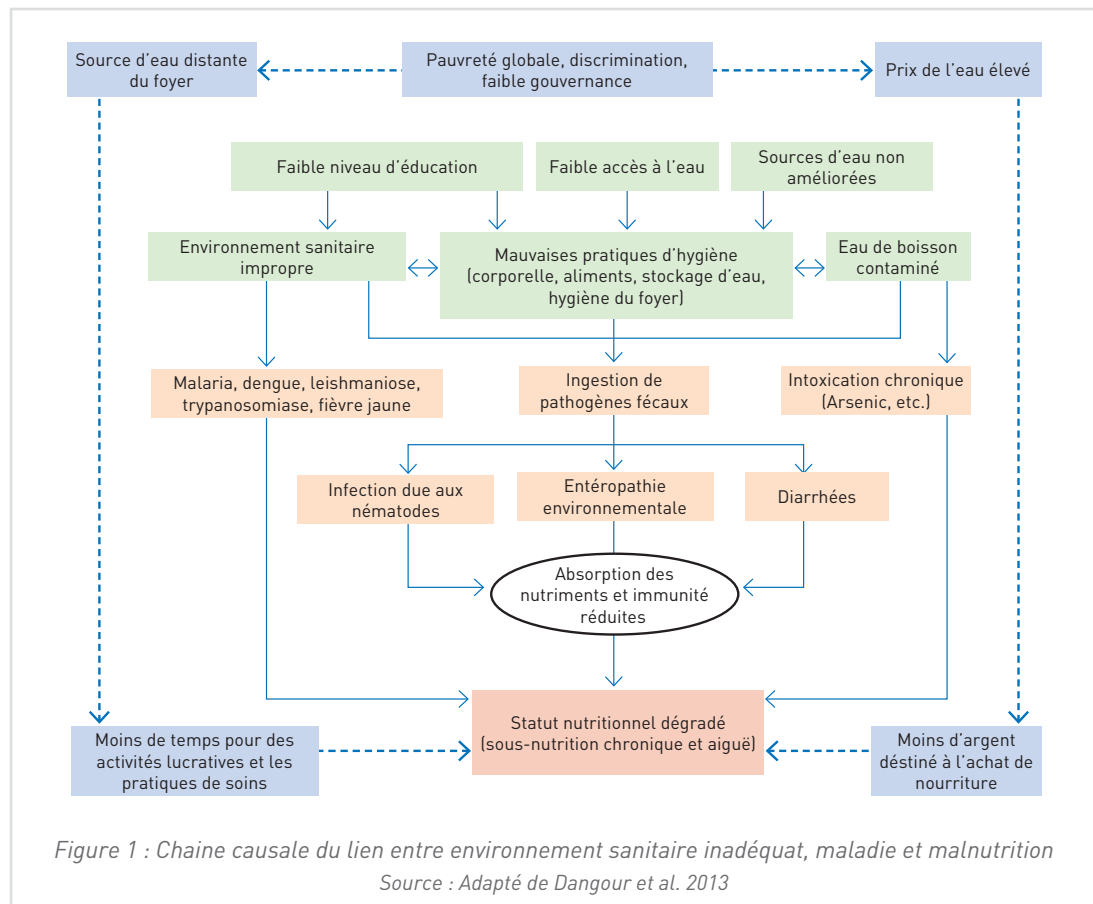 Source d'eau distante
du foyer
Pauvreté globale, discrimination,
faible gouvernance
Prix de l'eau élevé
Faible niveau d'éducation
Faible accès à l'eau
Sources d'eau non
améliorées
Environnement sanitaire
impropre
Mauvaises pratiques d'hygiène
(corporelle, aliments, stockage d'eau,
hygiène du foyer)
Eau de boisson
contaminé
Malaria, dengue, leishmaniose,
trypanosomiase, fièvre jaune
Ingestion de
pathogènes fécaux
Intoxication chronique
(Arsenic, etc.)
Infection due aux
nématodes
Entéropathie
environnementale
Diarrhées
Absorption des
nutriments et immunité
réduites
Statut nutritionnel dégradé
(sous-nutrition chronique et aiguë)
Moins de temps pour des
activités lucratives et les
pratiques de soins
Moins d'argent
déstiné à l'achat de
nourriture
Figure 1 : Chaine causale du lien entre environnement sanitaire inadéquat, maladie et malnutrition
Source : Adapté de Dangour et al. 2013